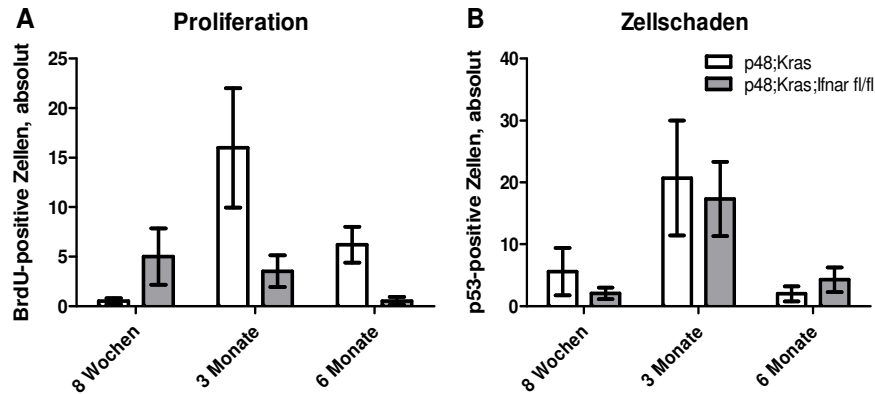 A
Proliferation
BrdU-positive Zellen, absolut
25
20
15
10
5
0
8 Wochen
3 Monate
6 Monate
B
Zellschaden
p53-positive Zellen, absolut
40
30
20
10
0
p48;Kras
p48;Kras;Ifnar fl/fl
8 Wochen
3 Monate
6 Monate